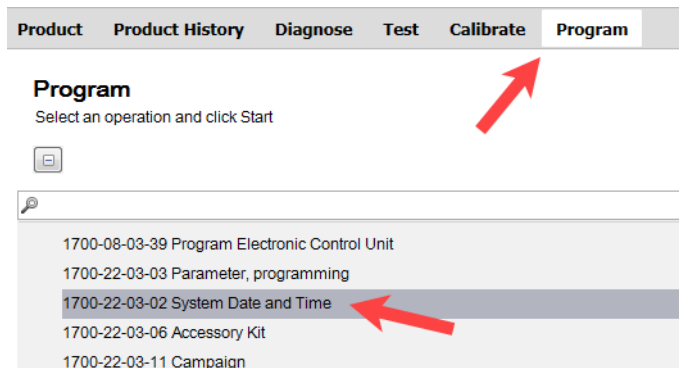 Product Product History Diagnose Test Calibrate Program
Program
Select an operation and click Start
1700-08-03-39 Program Electronic Control Unit
1700-22-03-03 Parameter, programming
1700-22-03-02 System Date and Time
1700-22-03-06 Accessory Kit
1700-22-03-11 Campaign